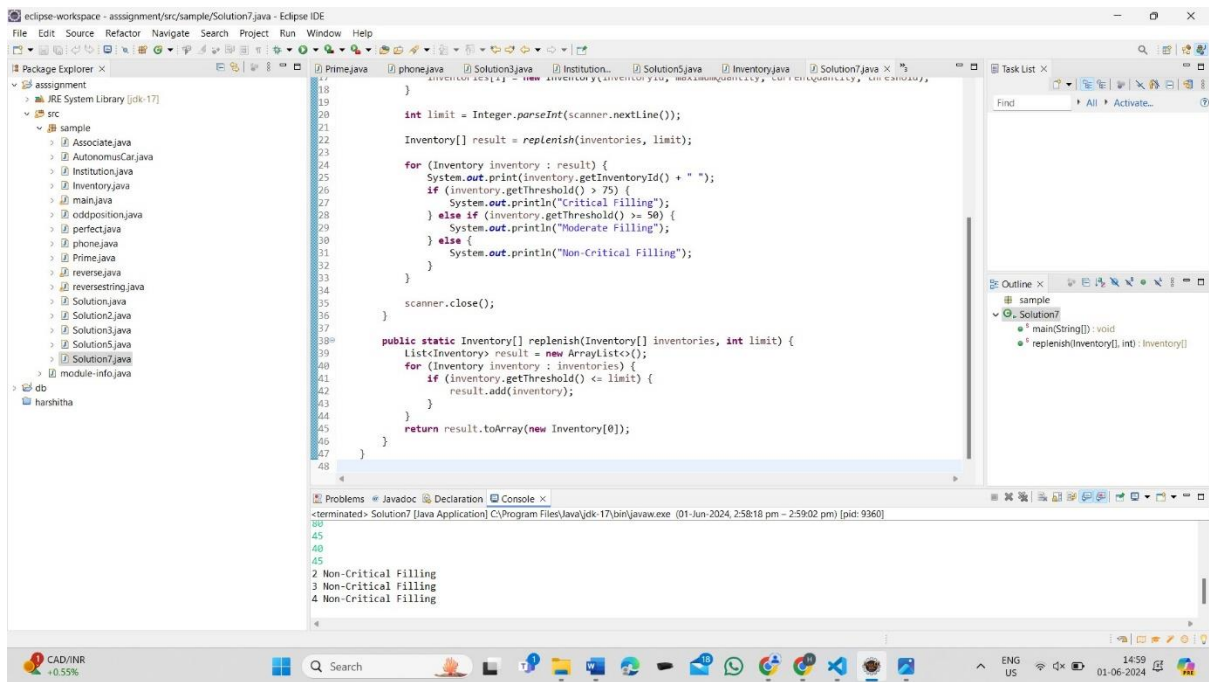 eclipse-workspace - asssignment/src/sample/Solution7.java - Eclipse IDE
File Edit Source Refactor Navigate Search Project Run Window Help
Package Explorer
asssignment
JRE System Library [jdk-17]
src
sample
Associate.java
AutonomusCar.java
Institution.java
Inventory.java
main.java
oddposition.java
perfect.java
phone.java
Prime.java
reverse.java
reversestring.java
Solution.java
Solution2.java
Solution3.java
Solution5.java
Solution7.java
module-info.java
db
harshitha
Prime.java phone.java Solution3.java Institution... Solution5.java Inventory.java Solution7.java
17 inventories[i] = new Inventory(inventoryId, maximumQuantity, currentQuantity, threshold);
18 }
19
20 int limit = Integer.parseInt(scanner.nextLine());
21
22 Inventory[] result = replenish(inventories, limit);
23
24 for (Inventory inventory : result) {
25 System.out.print(inventory.getInventoryId() + " ");
26 if (inventory.getThreshold() > 75) {
27 System.out.println("Critical Filling");
28 } else if (inventory.getThreshold() >= 50) {
29 System.out.println("Moderate Filling");
30 } else {
31 System.out.println("Non-Critical Filling");
32 }
33 }
34
35 scanner.close();
36 }
37
38 public static Inventory[] replenish(Inventory[] inventories, int limit) {
39 List<Inventory> result = new ArrayList<>();
40 for (Inventory inventory : inventories) {
41 if (inventory.getThreshold() <= limit) {
42 result.add(inventory);
43 }
44 }
45 return result.toArray(new Inventory[0]);
46 }
47 }
48
Task List
Find All Activate...
Outline
sample
Solution7
main(String[]) : void
replenish(Inventory[], int) : Inventory[]
Problems Javadoc Declaration Console
<terminated> Solution7 [Java Application] C:\Program Files\Java\jdk-17\bin\javaw.exe (01-Jun-2024, 2:58:18 pm – 2:59:02 pm) [pid: 9360]
80
45
40
45
2 Non-Critical Filling
3 Non-Critical Filling
4 Non-Critical Filling
CAD/INR
+0.55%
Search
18
ENG
US
14:59
01-06-2024